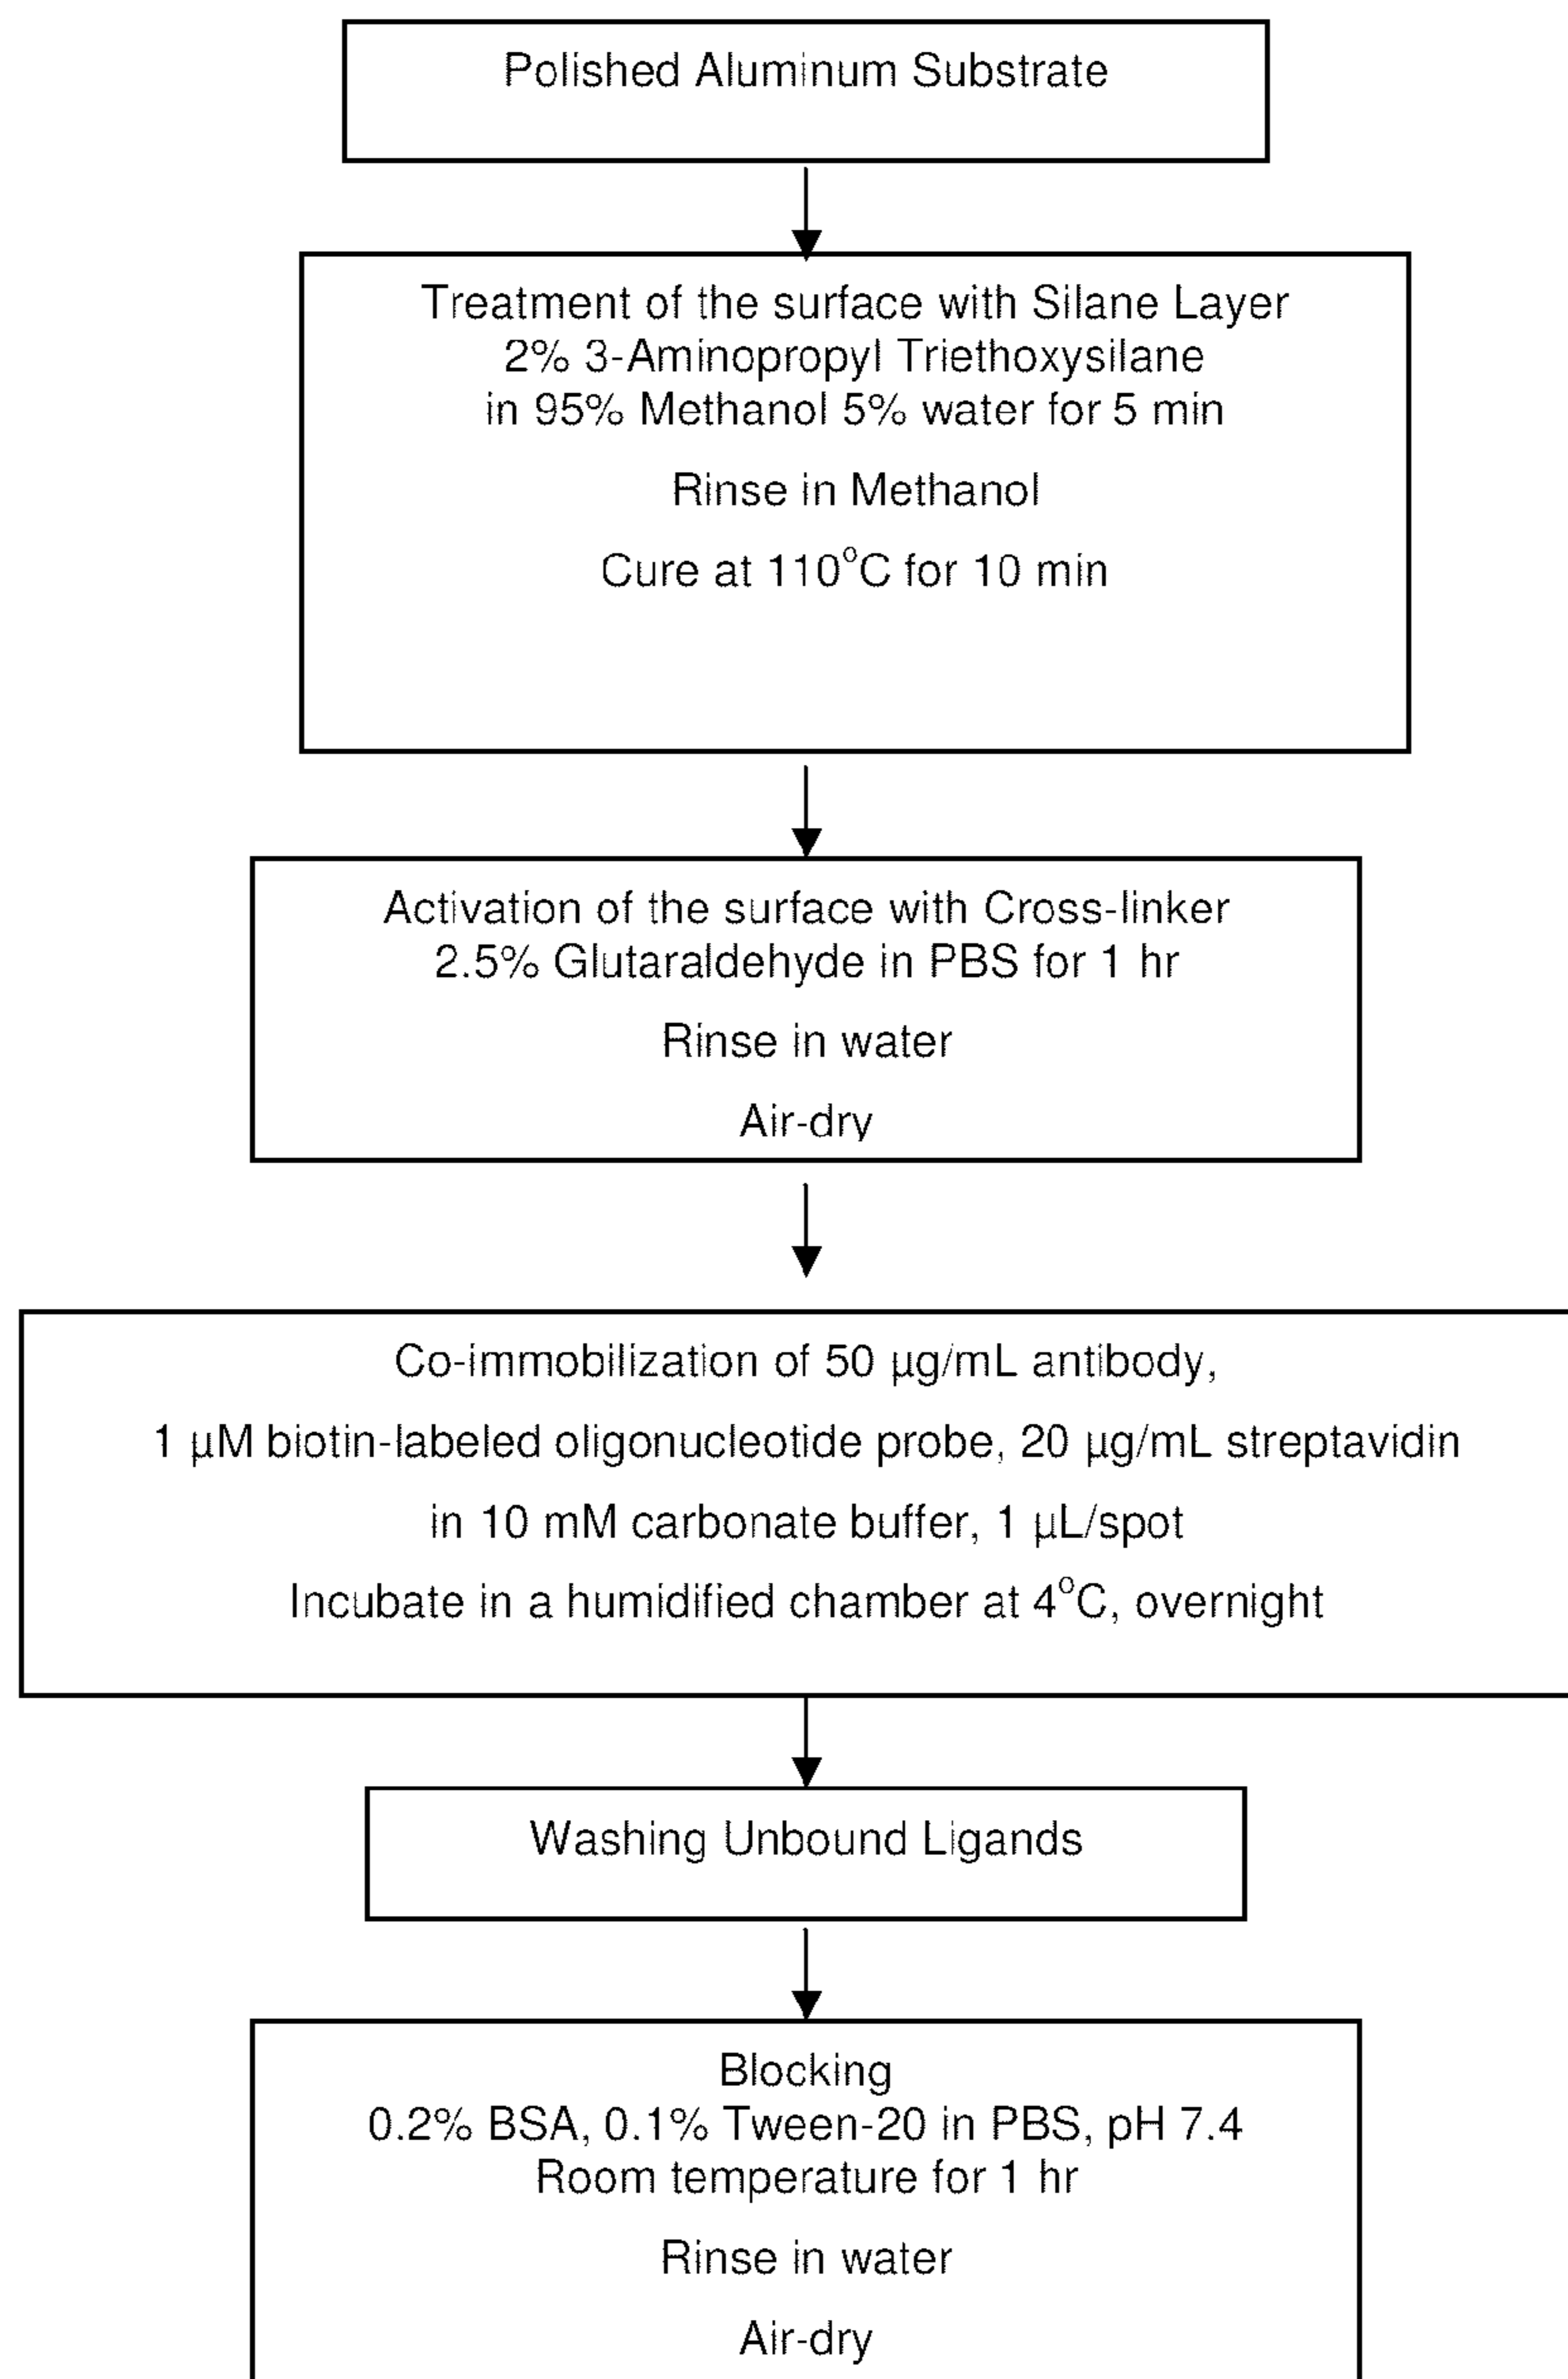 Polished Aluminum Substrate
Treatment of the surface with Silane Layer
2% 3-Aminopropyl Triethoxysilane
in 95% Methanol 5% water for 5 min
Rinse in Methanol
Cure at 110°C for 10 min
Activation of the surface with Cross-linker
2.5% Glutaraldehyde in PBS for 1 hr
Rinse in water
Air-dry
Co-immobilization of 50 µg/mL antibody,
1 µM biotin-labeled oligonucleotide probe, 20 µg/mL streptavidin
in 10 mM carbonate buffer, 1 µL/spot
Incubate in a humidified chamber at 4°C, overnight
Washing Unbound Ligands
Blocking
0.2% BSA, 0.1% Tween-20 in PBS, pH 7.4
Room temperature for 1 hr
Rinse in water
Air-dry